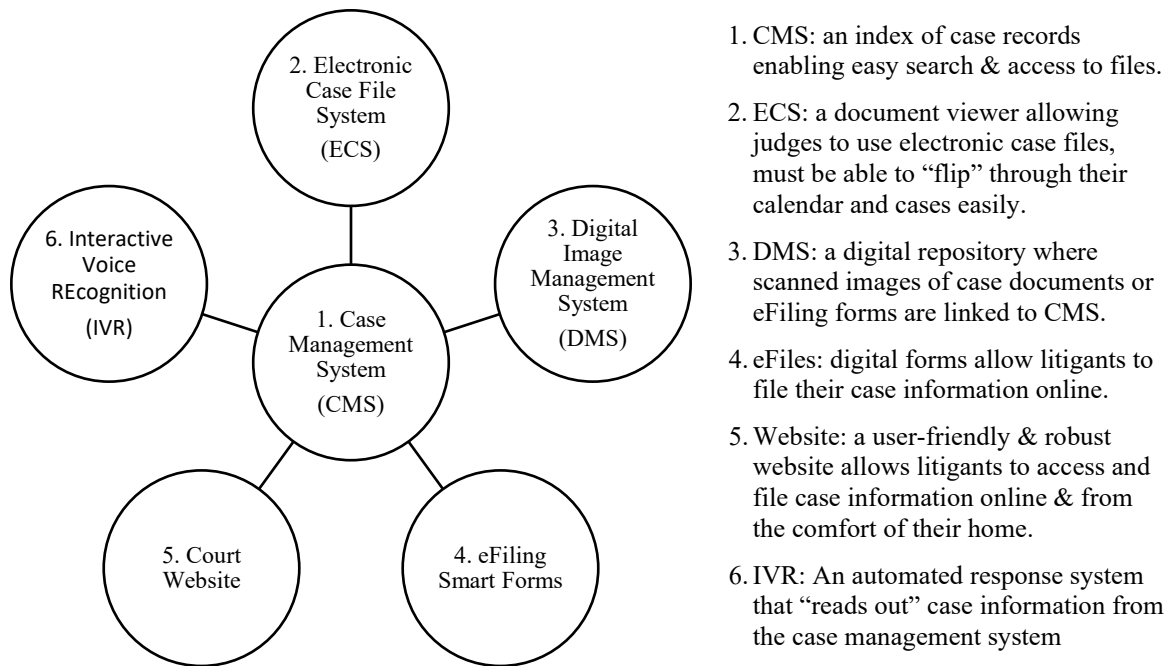 2. Electronic
Case File
System
(ECS)
6. Interactive
Voice
REcognition
(IVR)
3. Digital
Image
Management
System
(DMS)
1. Case
Management
System
(CMS)
5. Court
Website
4. eFiling
Smart Forms
1. CMS: an index of case records
enabling easy search & access to files.
2. ECS: a document viewer allowing
judges to use electronic case files,
must be able to “flip” through their
calendar and cases easily.
3. DMS: a digital repository where
scanned images of case documents or
eFiling forms are linked to CMS.
4. eFiles: digital forms allow litigants to
file their case information online.
5. Website: a user-friendly & robust
website allows litigants to access and
file case information online & from
the comfort of their home.
6. IVR: An automated response system
that “reads out” case information from
the case management system